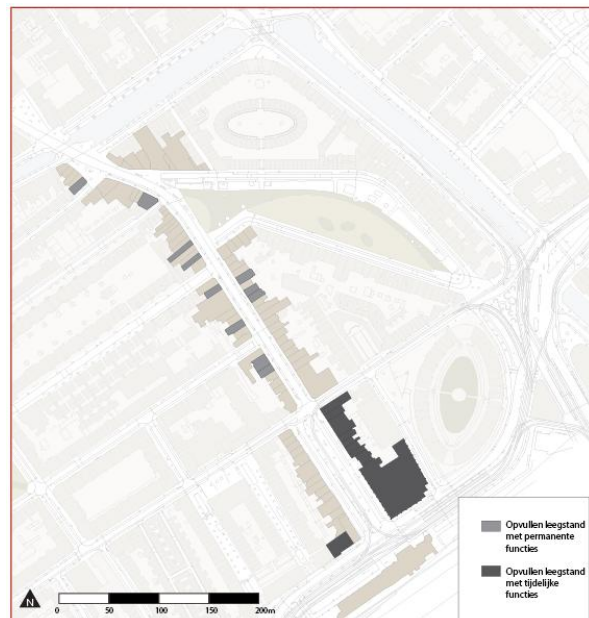 Opvullen leegstand
met permanente
functies
Opvullen leegstand
met tijdelijke
functies
N
0 50 100 150 200m